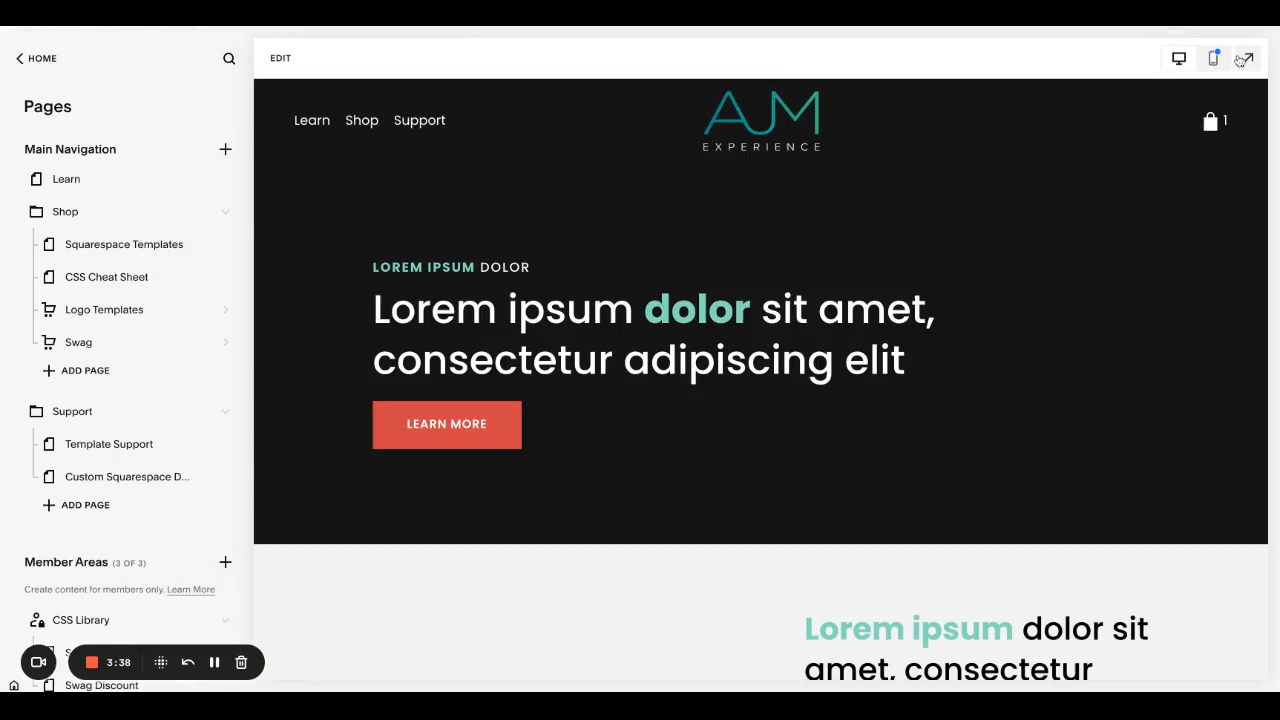 HOME
Pages
Main Navigation
Learn
Shop
Squarespace Templates
CSS Cheat Sheet
Logo Templates
Swag
ADD PAGE
Support
Template Support
Custom Squarespace D...
ADD PAGE
Member Areas (3 OF 3)
Create content for members only. Learn More
CSS Library
3:38
Swag Discount
EDIT
Learn Shop Support
AJM
EXPERIENCE
1
LOREM IPSUM DOLOR
Lorem ipsum dolor sit amet,
consectetur adipiscing elit
LEARN MORE
Lorem ipsum dolor sit
amet, consectetur